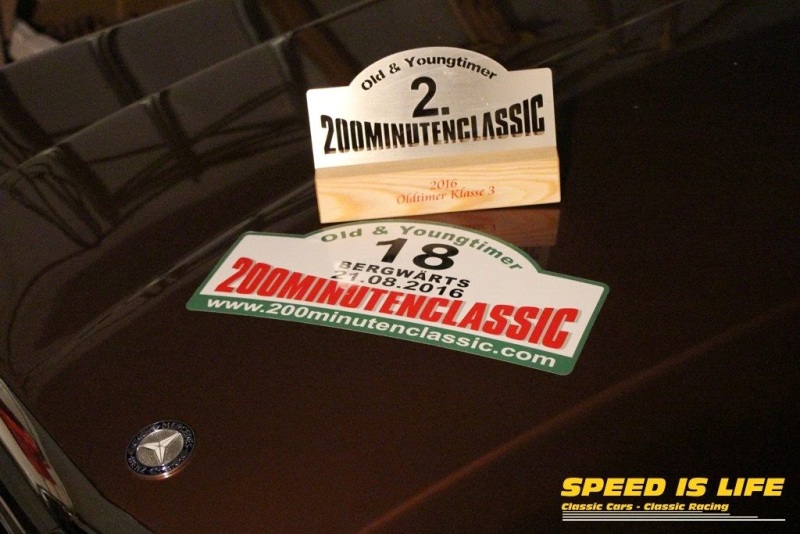 Old & Youngtimer
2.
200MINUTENCLASSIC
2016
Oldtimer Klasse 3
Old & Youngtimer
18
BERGWÄRTS
21.08.2016
200MINUTENCLASSIC
www.200minutenclassic.com
SPEED IS LIFE
Classic Cars - Classic Racing